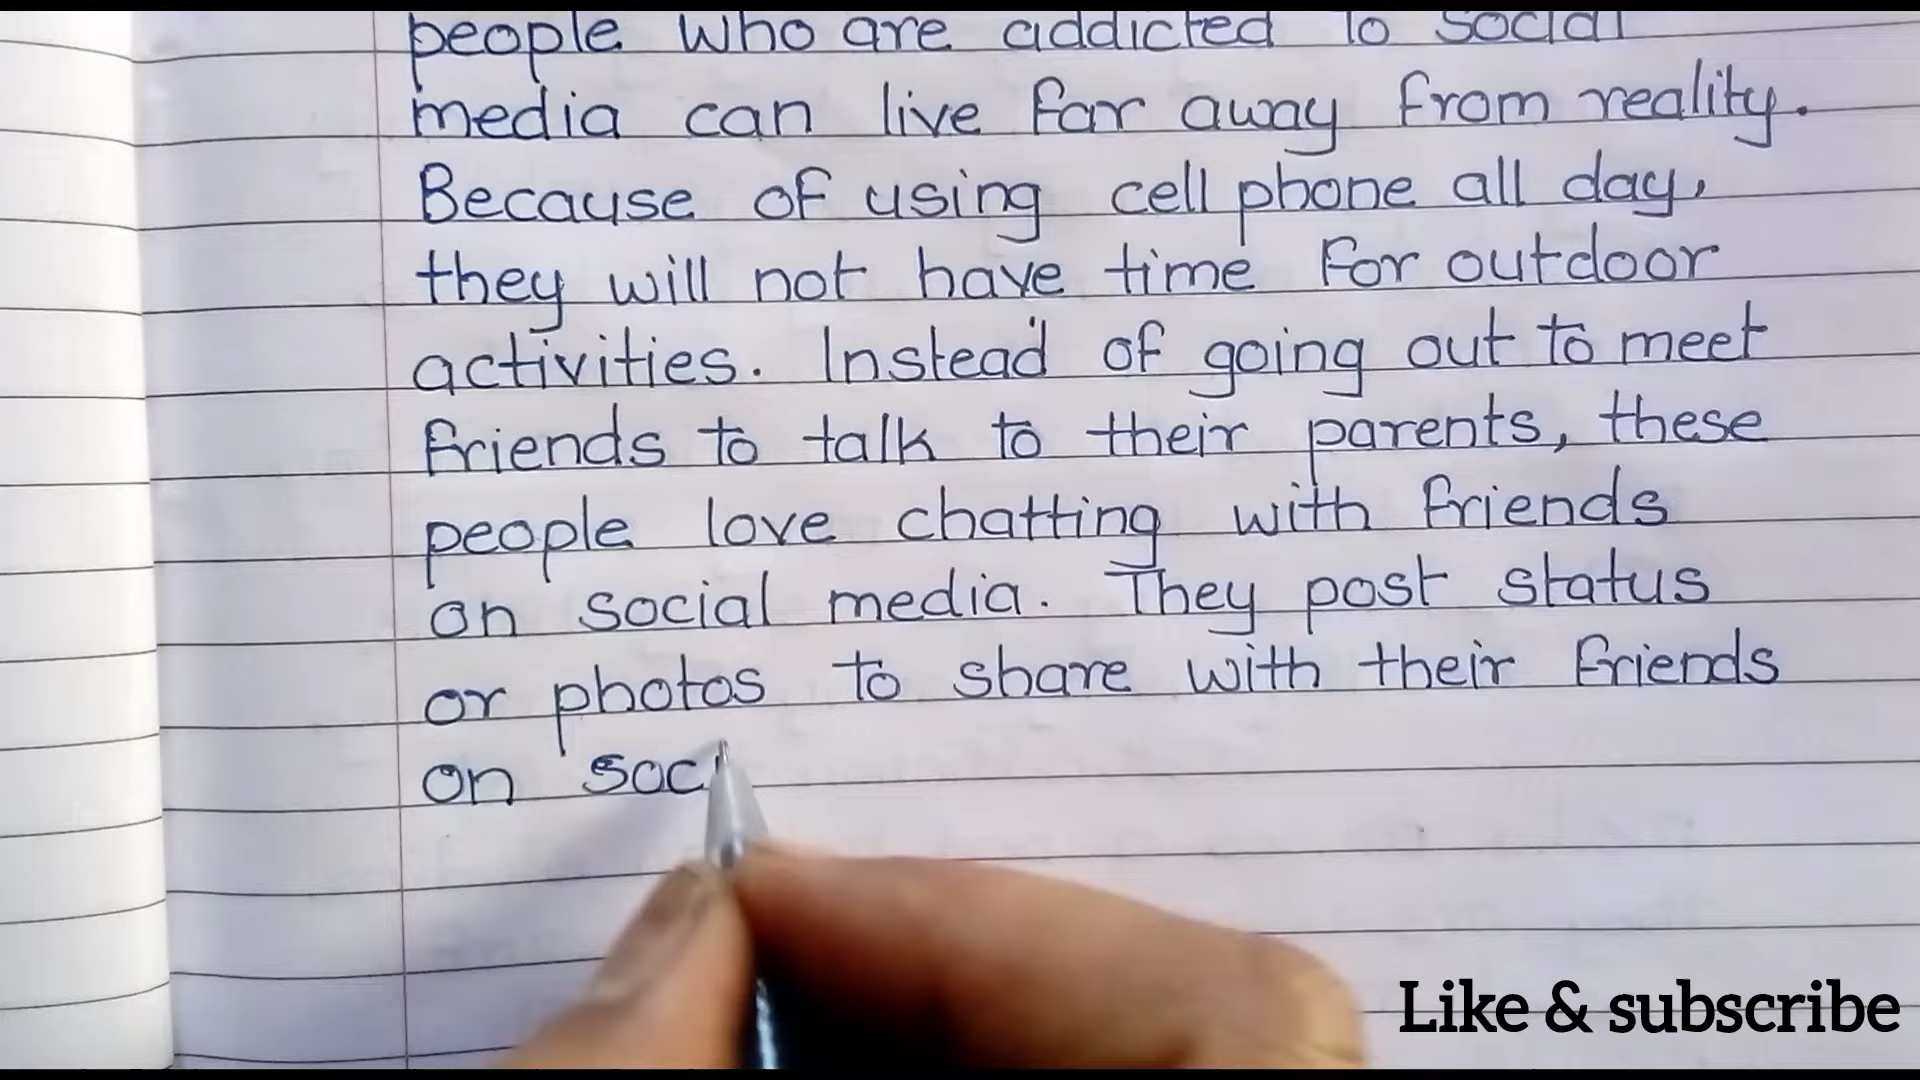 people who are addicted to social
media can live far away from reality.
Because of using cell phone all day,
they will not have time for outdoor
activities. Instead of going out to meet
friends to talk to their parents, these
people love chatting with friends
on social media. They post status
or photos to share with their friends
on soci
Like & subscribe